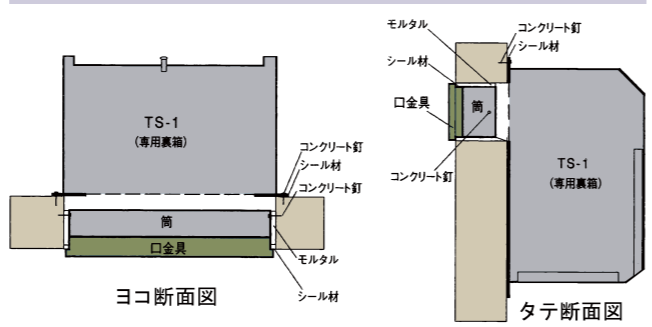 TS-1
(専用裏箱)
コンクリート釘
シール材
コンクリート釘
筒
口金具
モルタル
シール材
ヨコ断面図
モルタル
コンクリート釘
シール材
シール材
口金具
筒
コンクリート釘
TS-1
(専用裏箱)
タテ断面図